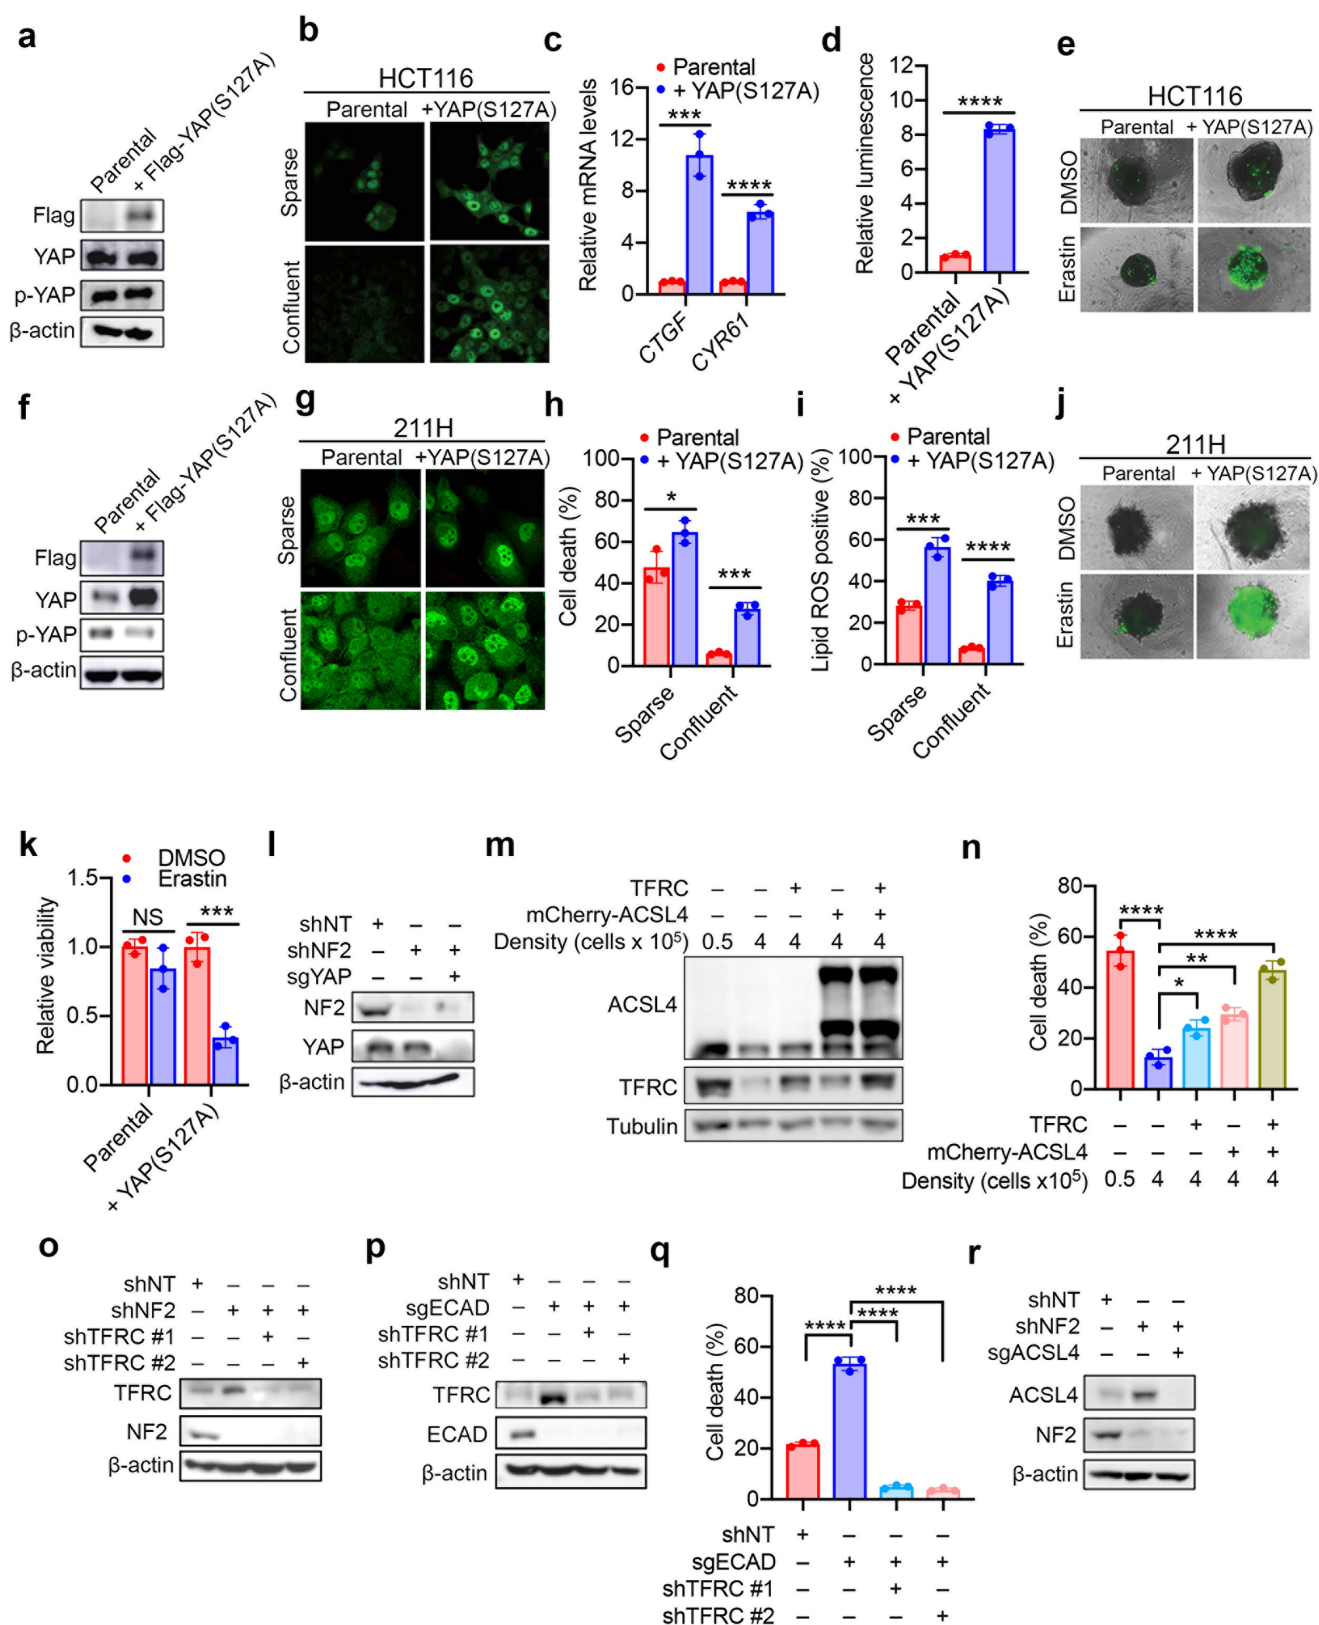 a
Parental
+ Flag-YAP(S127A)
Flag
YAP
p-YAP
β-actin
b
HCT116
Parental +YAP(S127A)
Sparse
Confluent
c
Parental
+ YAP(S127A)
Relative mRNA levels
16
12
8
4
0
***
****
CTGF
CYR61
d
Relative luminescence
12
10
8
6
4
2
0
****
Parental
+ YAP(S127A)
e
HCT116
Parental + YAP(S127A)
DMSO
Erastin
f
Parental
+ Flag-YAP(S127A)
Flag
YAP
p-YAP
β-actin
g
211H
Parental +YAP(S127A)
Sparse
Confluent
h
Parental
+ YAP(S127A)
Cell death (%)
100
80
60
40
20
0
*
***
Sparse
Confluent
i
Parental
+ YAP(S127A)
Lipid ROS positive (%)
100
80
60
40
20
0
***
****
Sparse
Confluent
j
211H
Parental + YAP(S127A)
DMSO
Erastin
k
DMSO
Erastin
Relative viability
1.5
1.0
0.5
0.0
NS
***
Parental
+ YAP(S127A)
l
shNT + – –
shNF2 – + +
sgYAP – – +
NF2
YAP
β-actin
m
TFRC – – + – +
mCherry-ACSL4 – – – + +
Density (cells x 10⁵) 0.5 4 4 4 4
ACSL4
TFRC
Tubulin
n
Cell death (%)
80
60
40
20
0
****
****
**
*
TFRC – – + – +
mCherry-ACSL4 – – – + +
Density (cells x10⁵) 0.5 4 4 4 4
o
shNT + – – –
shNF2 – + + +
shTFRC #1 – – + –
shTFRC #2 – – – +
TFRC
NF2
β-actin
p
shNT + – – –
sgECAD – + + +
shTFRC #1 – – + –
shTFRC #2 – – – +
TFRC
ECAD
β-actin
q
Cell death (%)
80
60
40
20
0
****
****
****
shNT + – – –
sgECAD – + + +
shTFRC #1 – – + –
shTFRC #2 – – – +
r
shNT + – –
shNF2 – + +
sgACSL4 – – +
ACSL4
NF2
β-actin